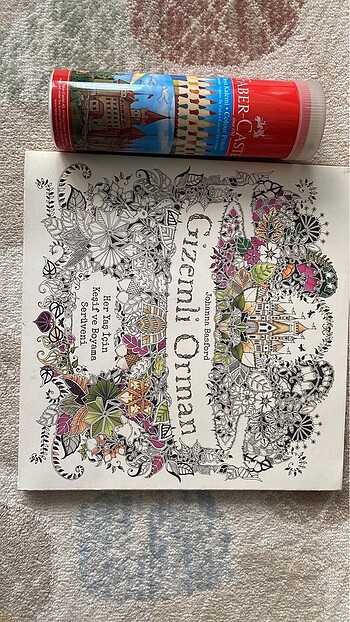 FABER-CAST
Johanna Basford
Gizemli Orman
Her Yaş İçin
Keşif ve Boyama
Serüveni